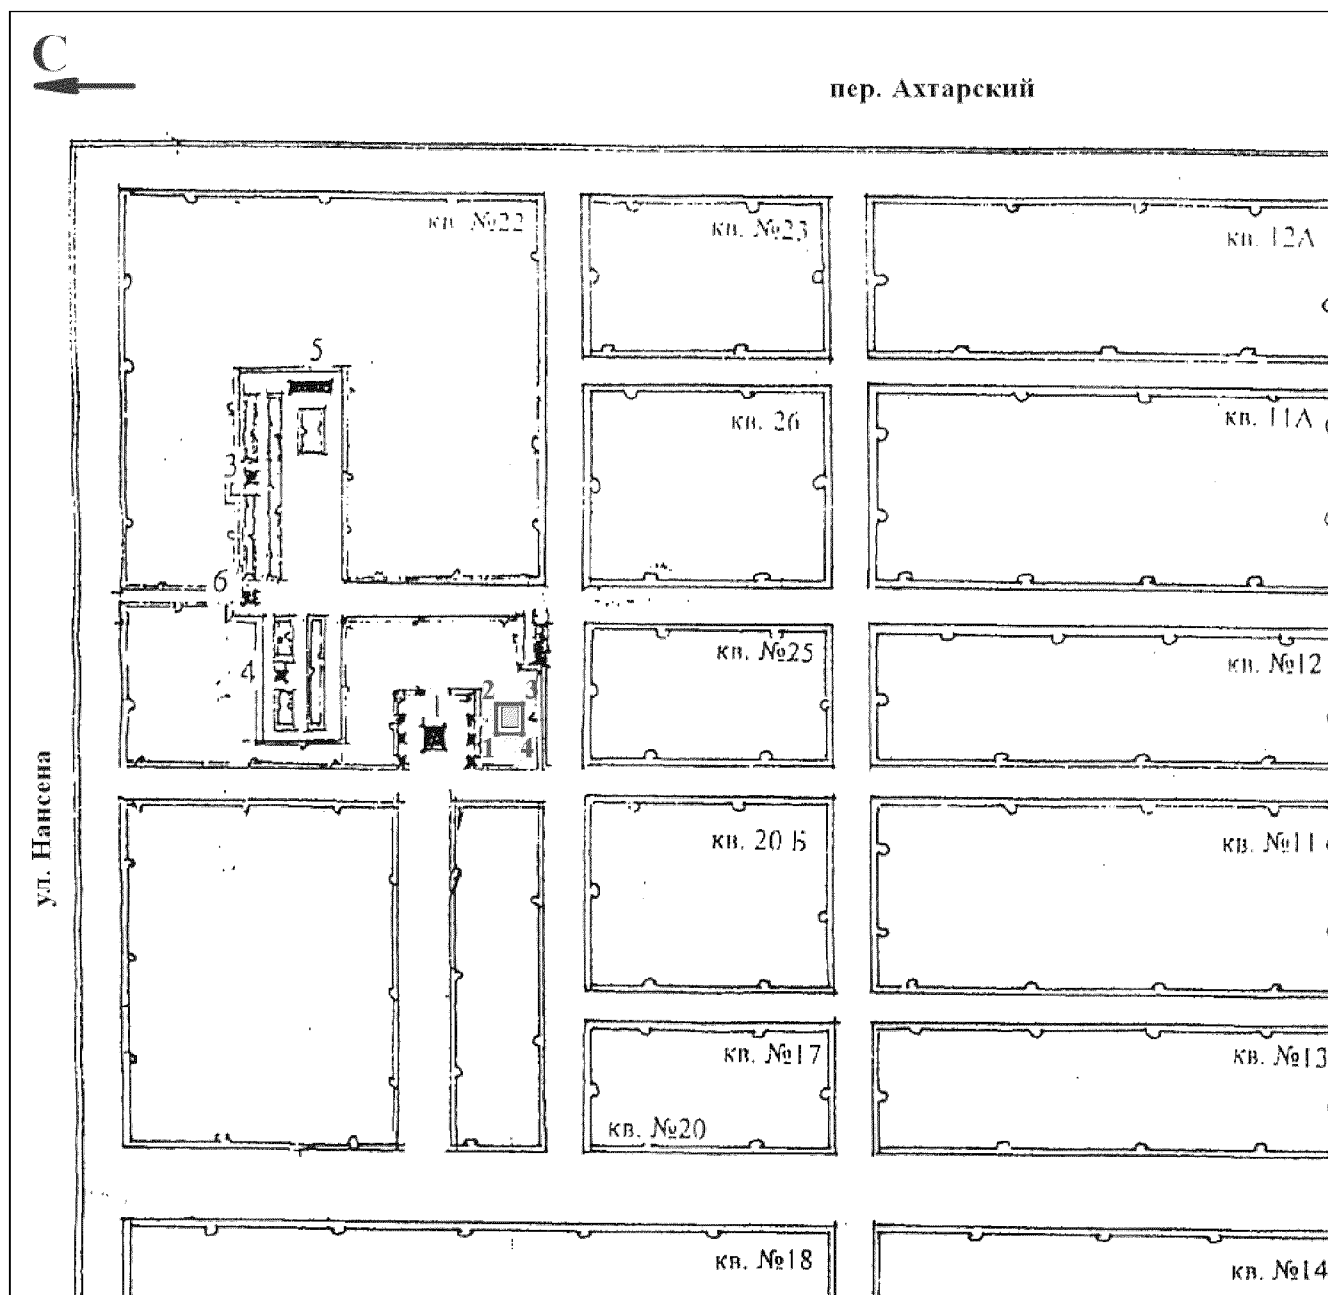 С
пер. Ахтарский
кв. №22
кв. №23
кв. 12А
5
кв. 26
кв. 11А
3
6
кв. №25
кв. №12
4
2 3
1 4
ул. Нансена
кв. 20 Б
кв. №11
кв. №17
кв. №13
кв. №20
кв. №18
кв. №14